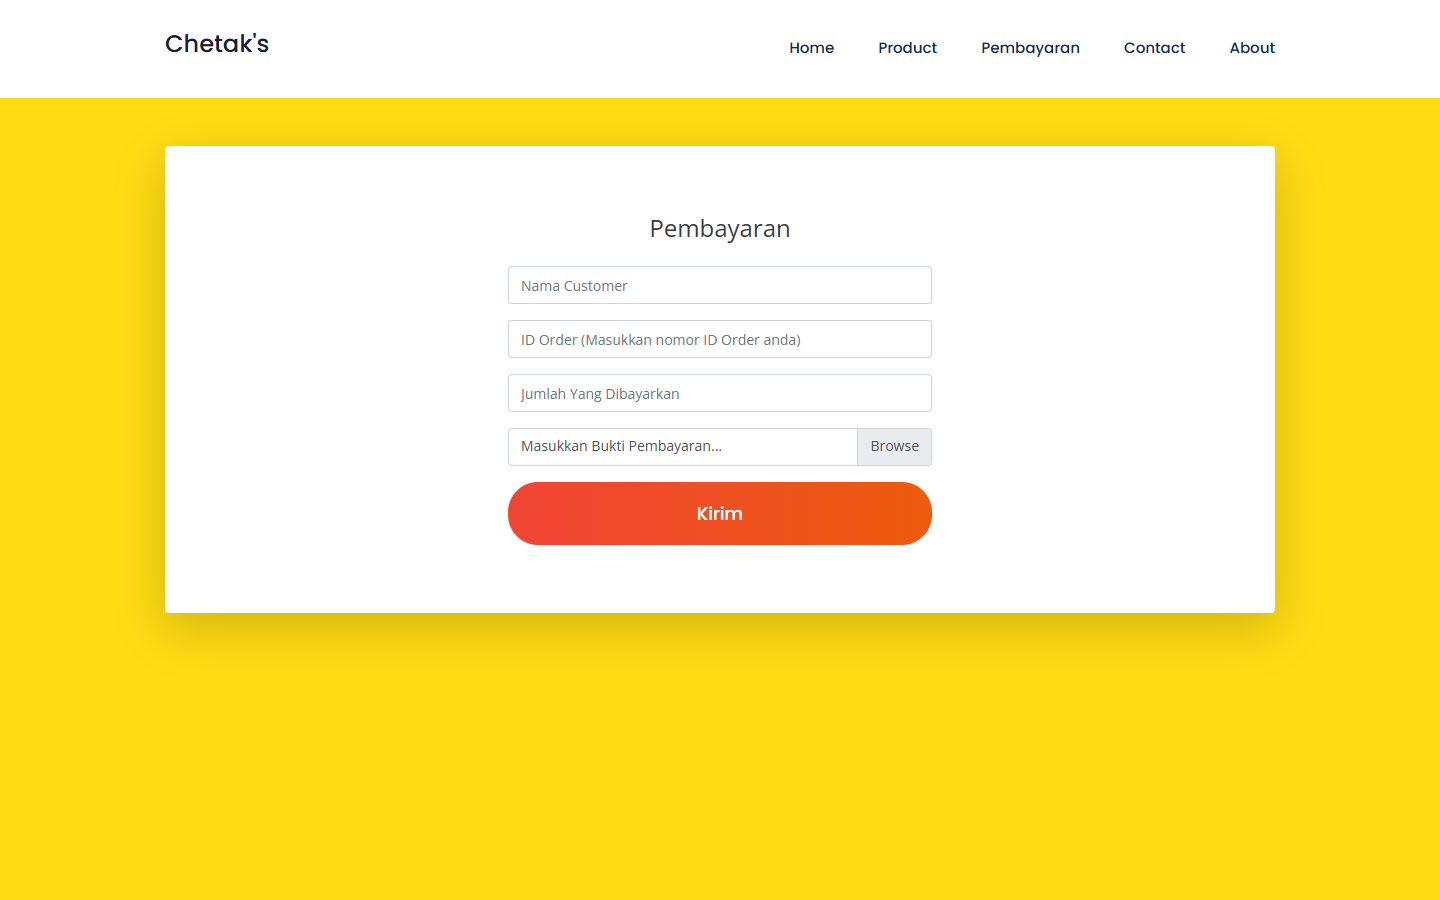 Chetak's
Home Product Pembayaran Contact About
Pembayaran
Nama Customer
ID Order (Masukkan nomor ID Order anda)
Jumlah Yang Dibayarkan
Masukkan Bukti Pembayaran... Browse
Kirim